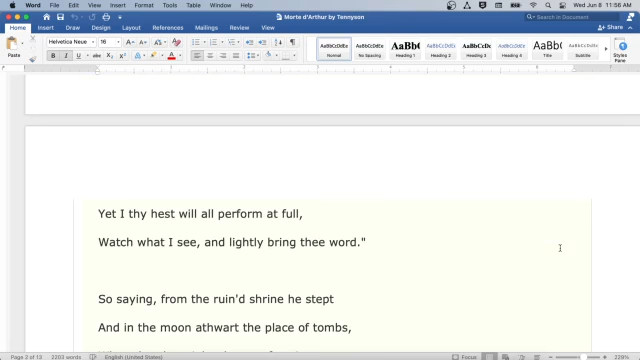 Word File Edit View Insert Format Tools Table Window Help Wed Jun 8 11:56 AM
Morte d'Arthur by Tennyson
Search in Document
Home Insert Draw Design Layout References Mailings Review View
Share
Paste
Helvetica Neue 16
AaBbCcDdEe AaBbCcDdEe AaBbC AaBbCcDdEe AaBbCcDc AaBbCcDdEe AaBb( AaBbCcDdEe
Normal No Spacing Heading 1 Heading 2 Heading 3 Heading 4 Title Subtitle
Styles
Pane
Yet I thy hest will all perform at full,
Watch what I see, and lightly bring thee word."
So saying, from the ruin'd shrine he stept
And in the moon athwart the place of tombs,
Page 2 of 13 2203 words English (United States) Focus 229%